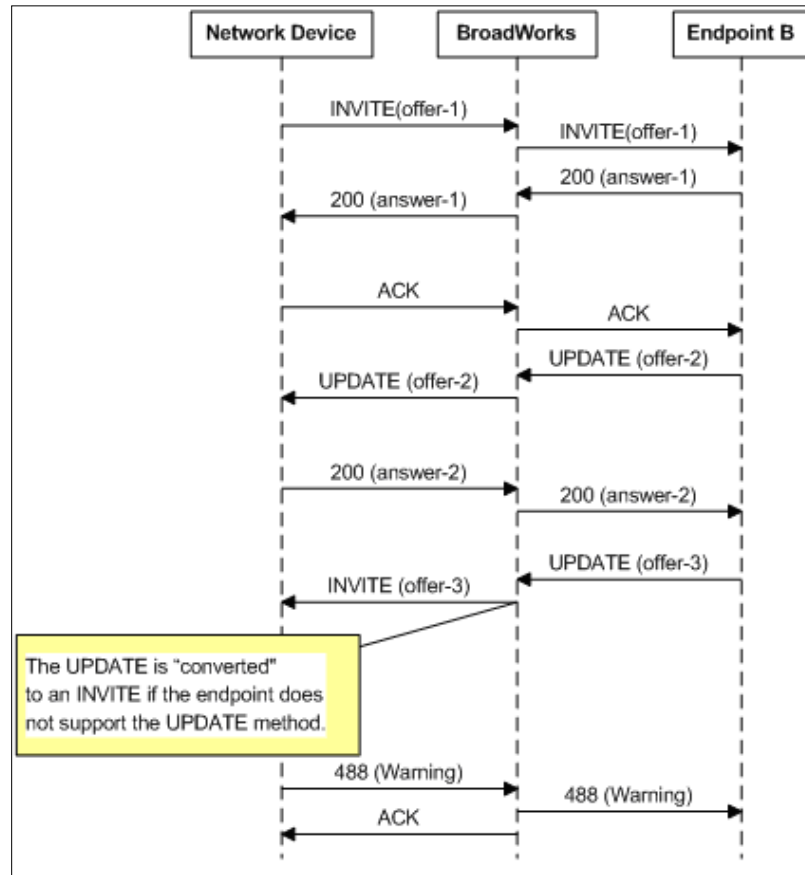 Network Device
BroadWorks
Endpoint B
INVITE(offer-1)
INVITE(offer-1)
200 (answer-1)
200 (answer-1)
ACK
ACK
UPDATE (offer-2)
UPDATE (offer-2)
200 (answer-2)
200 (answer-2)
UPDATE (offer-3)
INVITE (offer-3)
The UPDATE is “converted"
to an INVITE if the endpoint does
not support the UPDATE method.
488 (Warning)
488 (Warning)
ACK